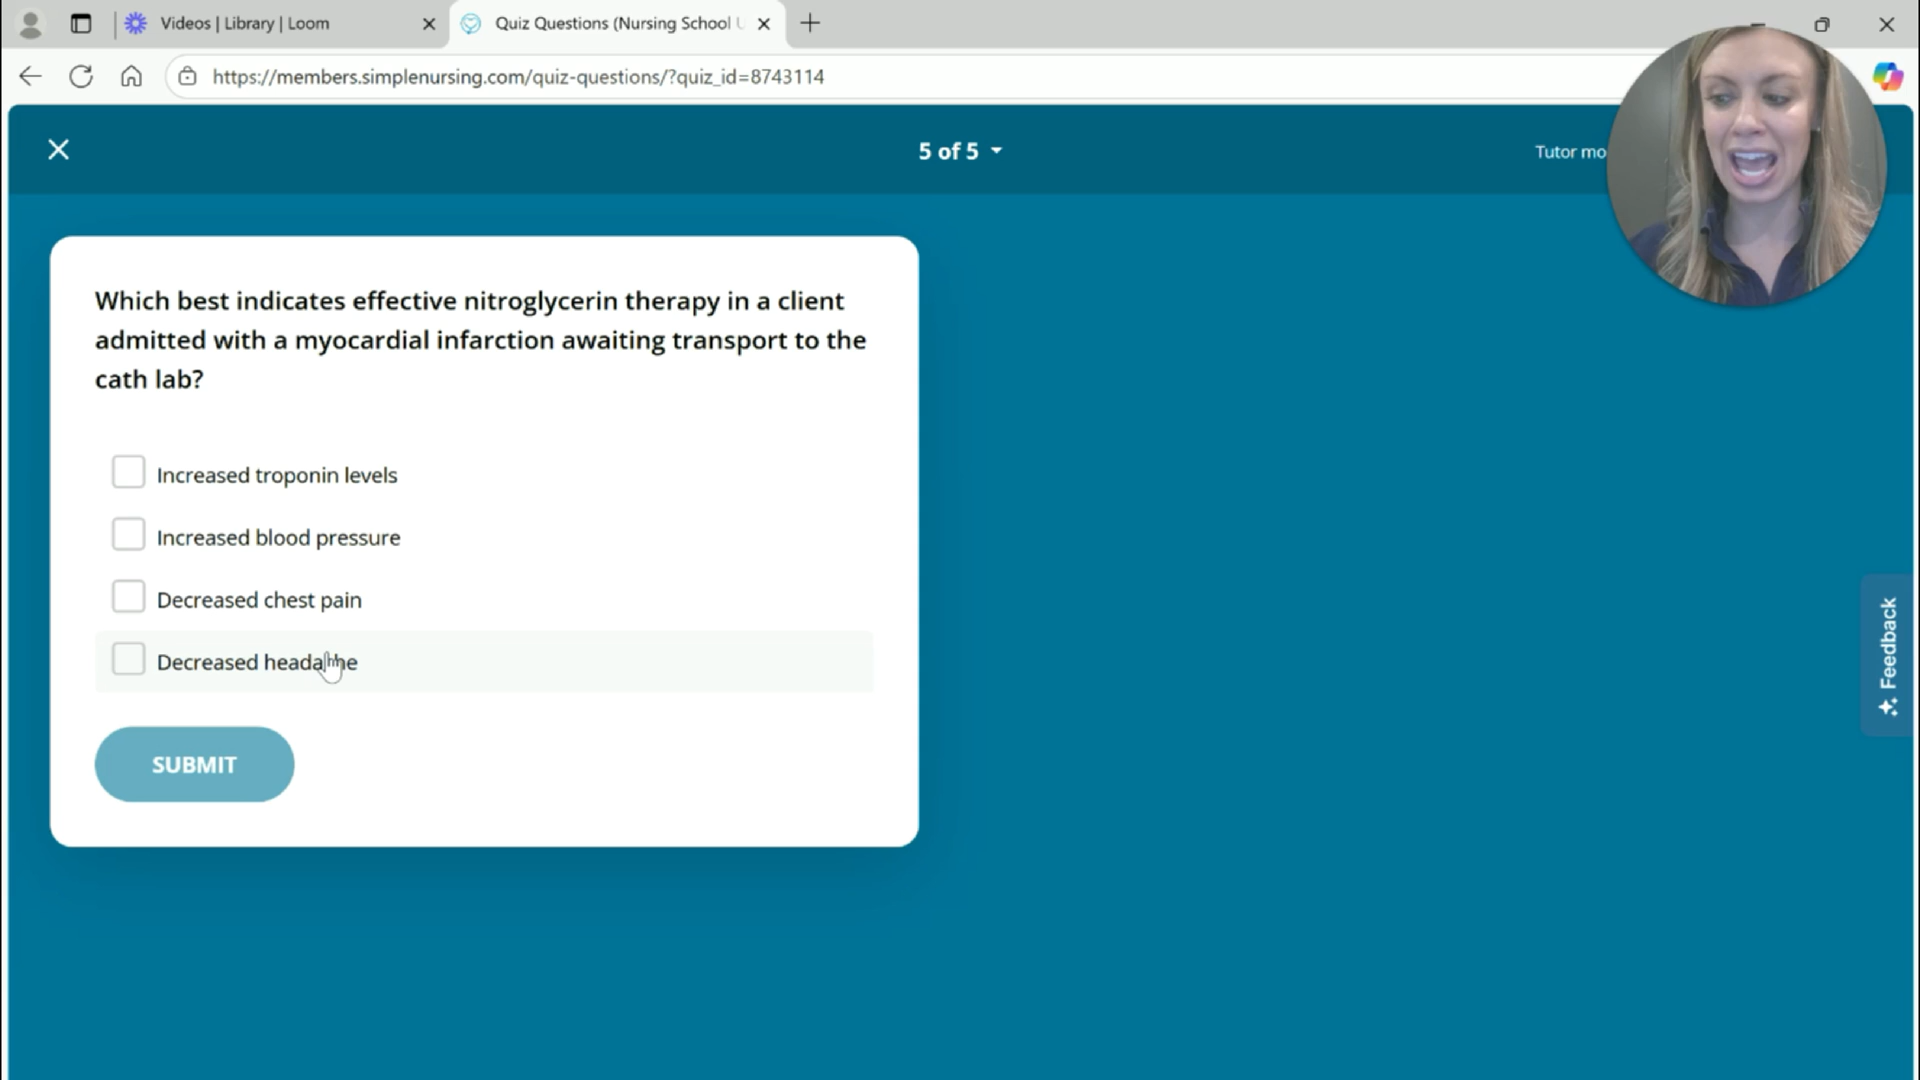 Videos | Library | Loom
Quiz Questions (Nursing School U
https://members.simplenursing.com/quiz-questions/?quiz_id=8743114
5 of 5
Tutor mo
Which best indicates effective nitroglycerin therapy in a client
admitted with a myocardial infarction awaiting transport to the
cath lab?
Increased troponin levels
Increased blood pressure
Decreased chest pain
Decreased headache
SUBMIT
Feedback